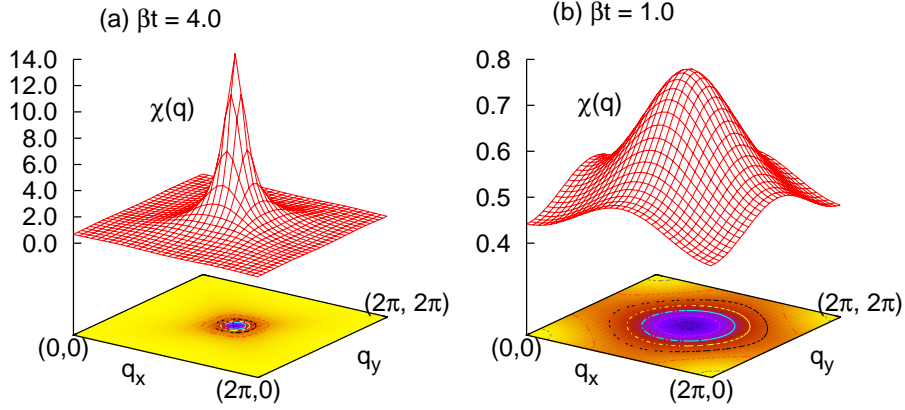 (a) βt = 4.0
14.0
12.0
10.0
8.0
6.0
4.0
2.0
0.0
χ(q)
(2π, 2π)
(0,0)
q_x
q_y
(2π,0)
(b) βt = 1.0
0.8
0.7
0.6
0.5
0.4
χ(q)
(2π, 2π)
(0,0)
q_x
q_y
(2π,0)